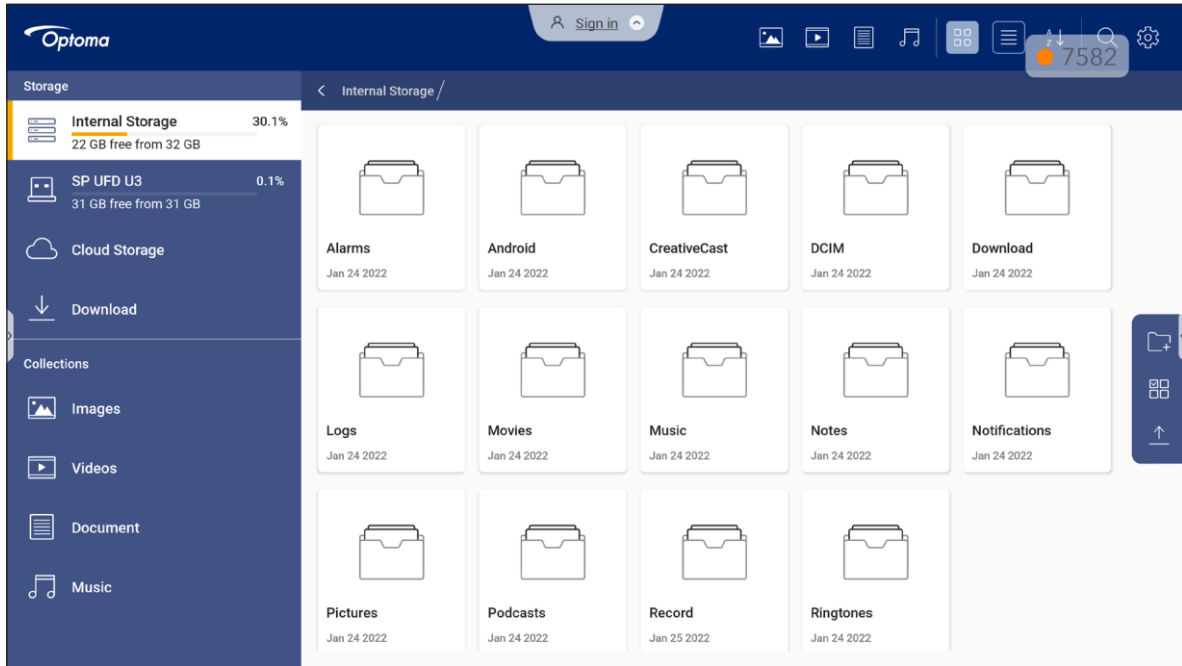 Optoma
Sign in
A
Z
7582
Storage
Internal Storage /
Internal Storage 30.1%
22 GB free from 32 GB
SP UFD U3 0.1%
31 GB free from 31 GB
Cloud Storage
Download
Collections
Images
Videos
Document
Music
Alarms Android CreativeCast DCIM Download
Jan 24 2022 Jan 24 2022 Jan 24 2022 Jan 24 2022 Jan 24 2022
Logs Movies Music Notes Notifications
Jan 24 2022 Jan 24 2022 Jan 24 2022 Jan 24 2022 Jan 24 2022
Pictures Podcasts Record Ringtones
Jan 24 2022 Jan 24 2022 Jan 25 2022 Jan 24 2022